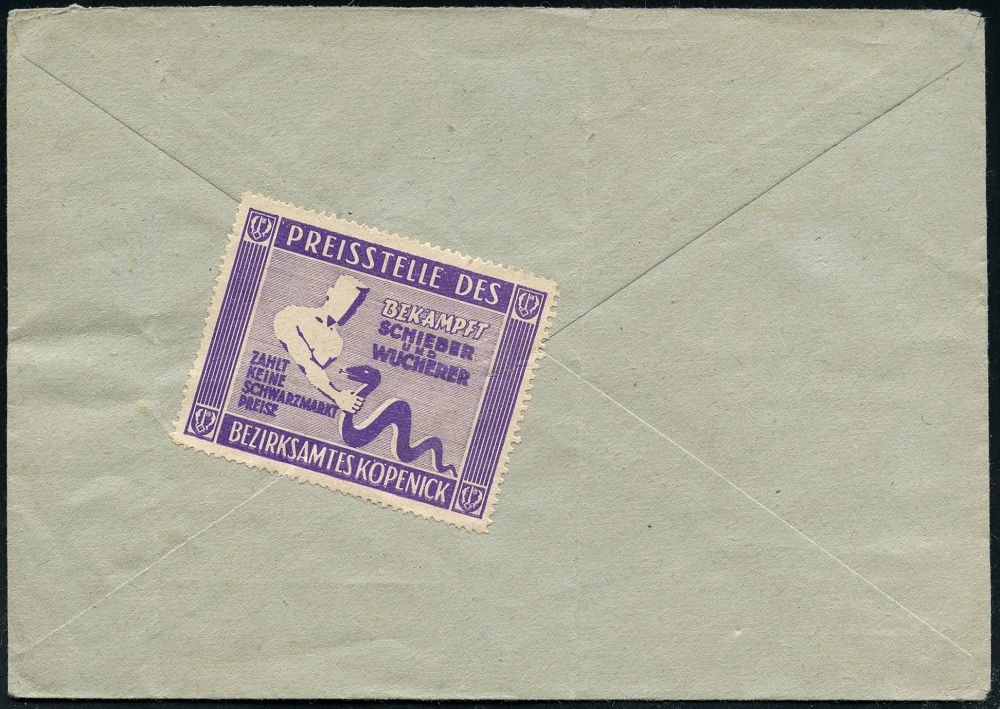 PREISSTELLE DES
BEKÄMPFT
SCHIEBER
UND
WUCHERER
ZAHLT
KEINE
SCHWARZMARKT
PREISE
BEZIRKSAMTES KÖPENICK